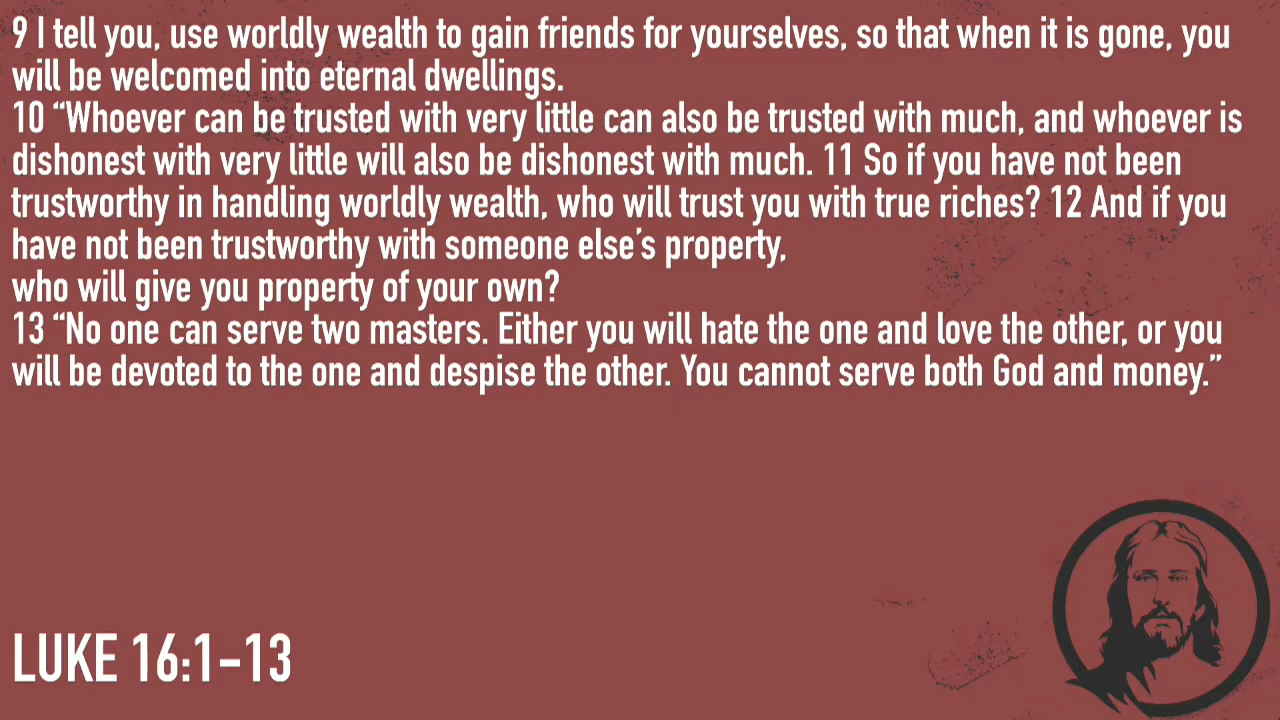 9 I tell you, use worldly wealth to gain friends for yourselves, so that when it is gone, you
will be welcomed into eternal dwellings.
10 “Whoever can be trusted with very little can also be trusted with much, and whoever is
dishonest with very little will also be dishonest with much. 11 So if you have not been
trustworthy in handling worldly wealth, who will trust you with true riches? 12 And if you
have not been trustworthy with someone else’s property,
who will give you property of your own?
13 “No one can serve two masters. Either you will hate the one and love the other, or you
will be devoted to the one and despise the other. You cannot serve both God and money.”
LUKE 16:1–13